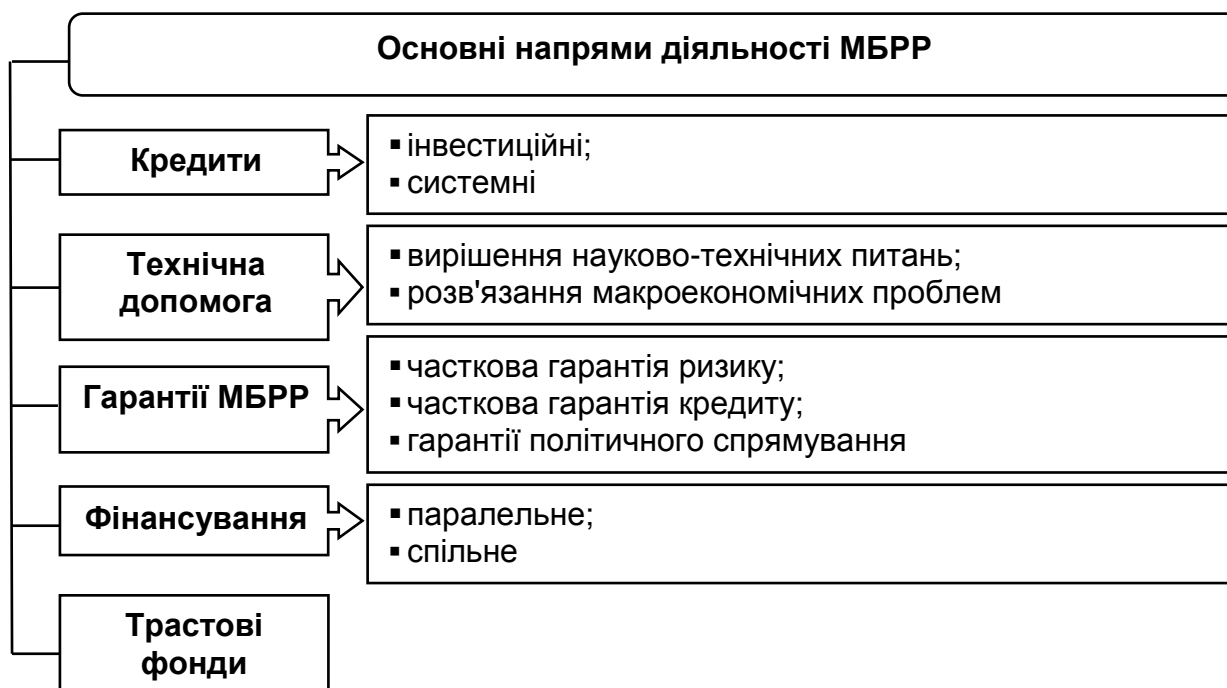 Основні напрями діяльності МБРР
Кредити
▪ інвестиційні;
▪ системні
Технічна
допомога
▪ вирішення науково-технічних питань;
▪ розв'язання макроекономічних проблем
Гарантії МБРР
▪ часткова гарантія ризику;
▪ часткова гарантія кредиту;
▪ гарантії політичного спрямування
Фінансування
▪ паралельне;
▪ спільне
Трастові
фонди